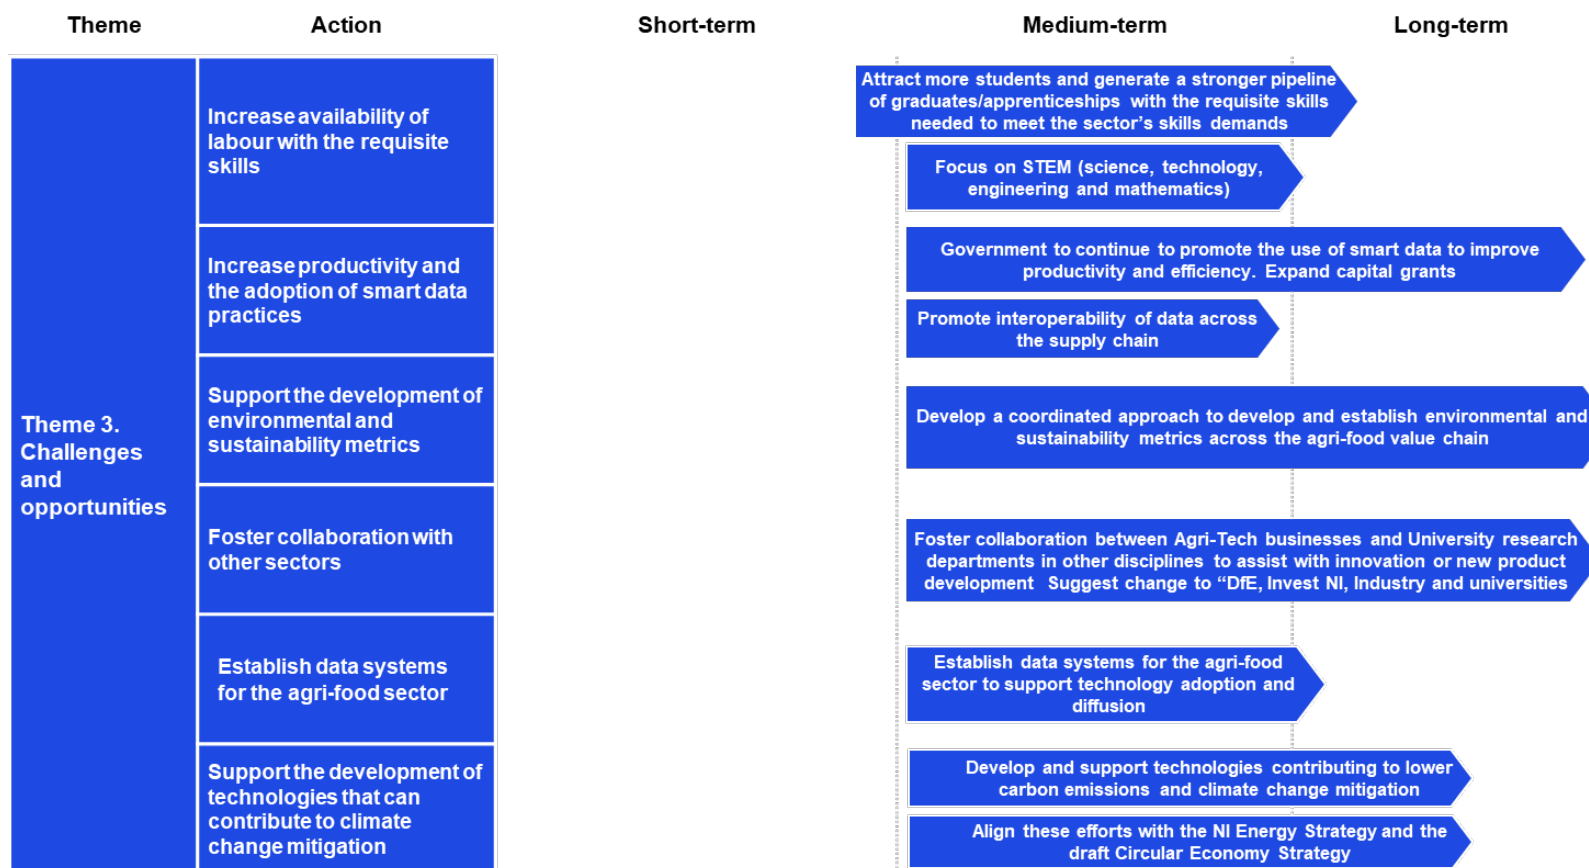 Theme
Action
Short-term
Medium-term
Long-term
Theme 3.
Challenges
and
opportunities
Increase availability of
labour with the requisite
skills
Attract more students and generate a stronger pipeline
of graduates/apprenticeships with the requisite skills
needed to meet the sector's skills demands
Focus on STEM (science, technology,
engineering and mathematics)
Increase productivity and
the adoption of smart data
practices
Government to continue to promote the use of smart data to improve
productivity and efficiency. Expand capital grants
Promote interoperability of data across
the supply chain
Support the development of
environmental and
sustainability metrics
Develop a coordinated approach to develop and establish environmental and
sustainability metrics across the agri-food value chain
Foster collaboration with
other sectors
Foster collaboration between Agri-Tech businesses and University research
departments in other disciplines to assist with innovation or new product
development Suggest change to “DfE, Invest NI, Industry and universities
Establish data systems
for the agri-food sector
Establish data systems for the agri-food
sector to support technology adoption and
diffusion
Support the development of
technologies that can
contribute to climate
change mitigation
Develop and support technologies contributing to lower
carbon emissions and climate change mitigation
Align these efforts with the NI Energy Strategy and the
draft Circular Economy Strategy